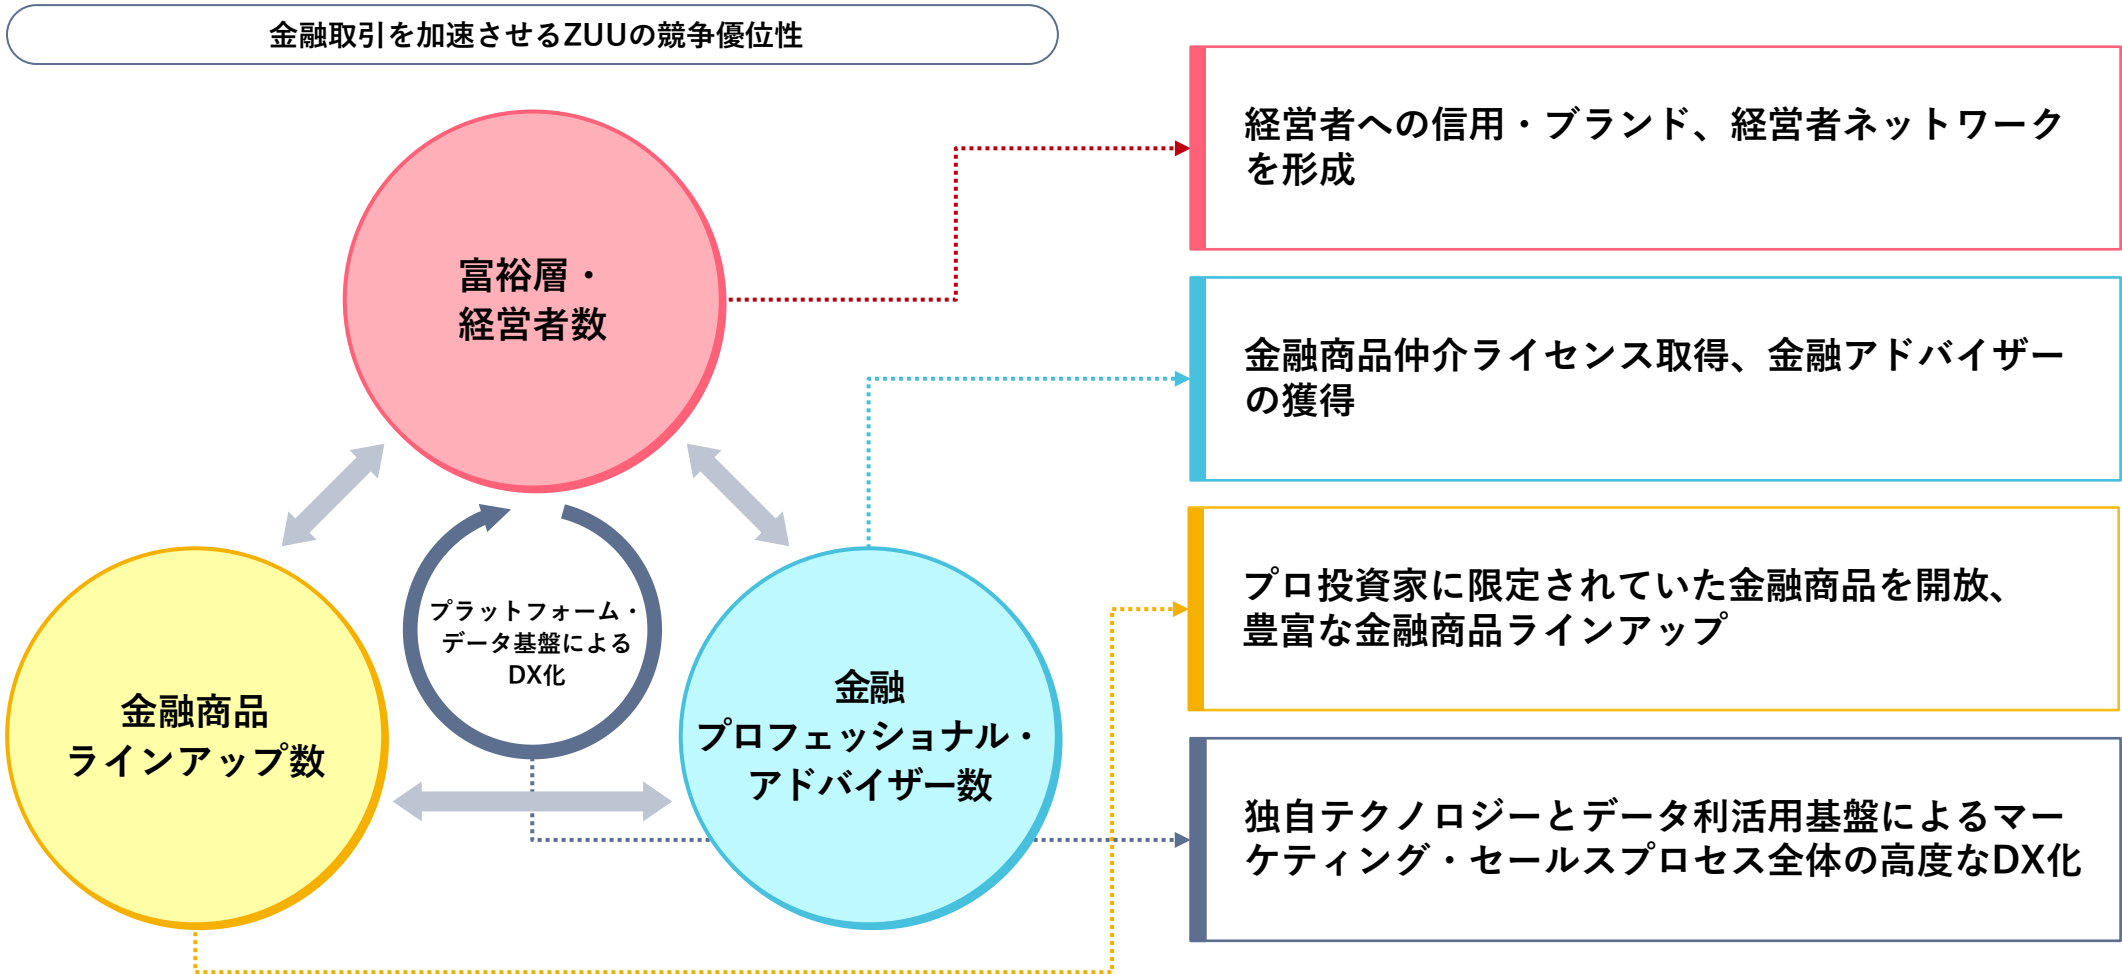 金融取引を加速させるZUUの競争優位性
富裕層・
経営者数
プラットフォーム・
データ基盤による
DX化
金融商品
ラインアップ数
金融
プロフェッショナル・
アドバイザー数
経営者への信用・ブランド、経営者ネットワーク
を形成
金融商品仲介ライセンス取得、金融アドバイザー
の獲得
プロ投資家に限定されていた金融商品を開放、
豊富な金融商品ラインアップ
独自テクノロジーとデータ利活用基盤によるマー
ケティング・セールスプロセス全体の高度なDX化